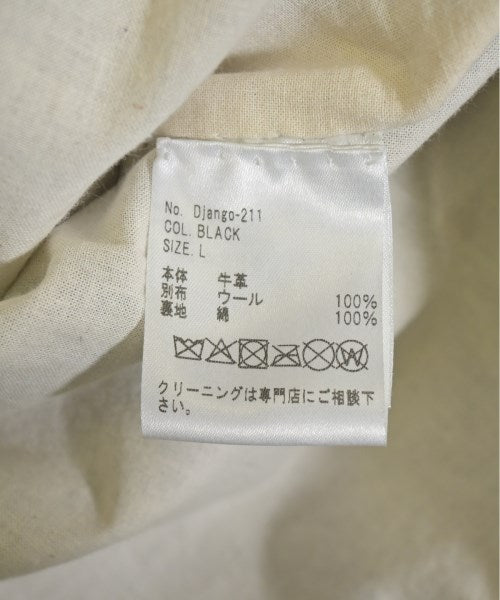 No. Django-211
COL. BLACK
SIZE. L
本体 牛革
別布 ウール 100%
裏地 綿 100%
クリーニングは専門店にご相談下
さい。